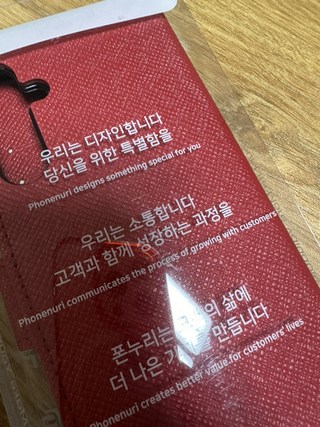 우리는 디자인합니다
당신을 위한 특별함을
Phonenuri designs something special for you
우리는 소통합니다
고객과 함께 성장하는 과정을
Phonenuri communicates the process of growing with customers
폰누리는 삶에
더 나은 만듭니다
Phonenuri creates better value for customers' lives